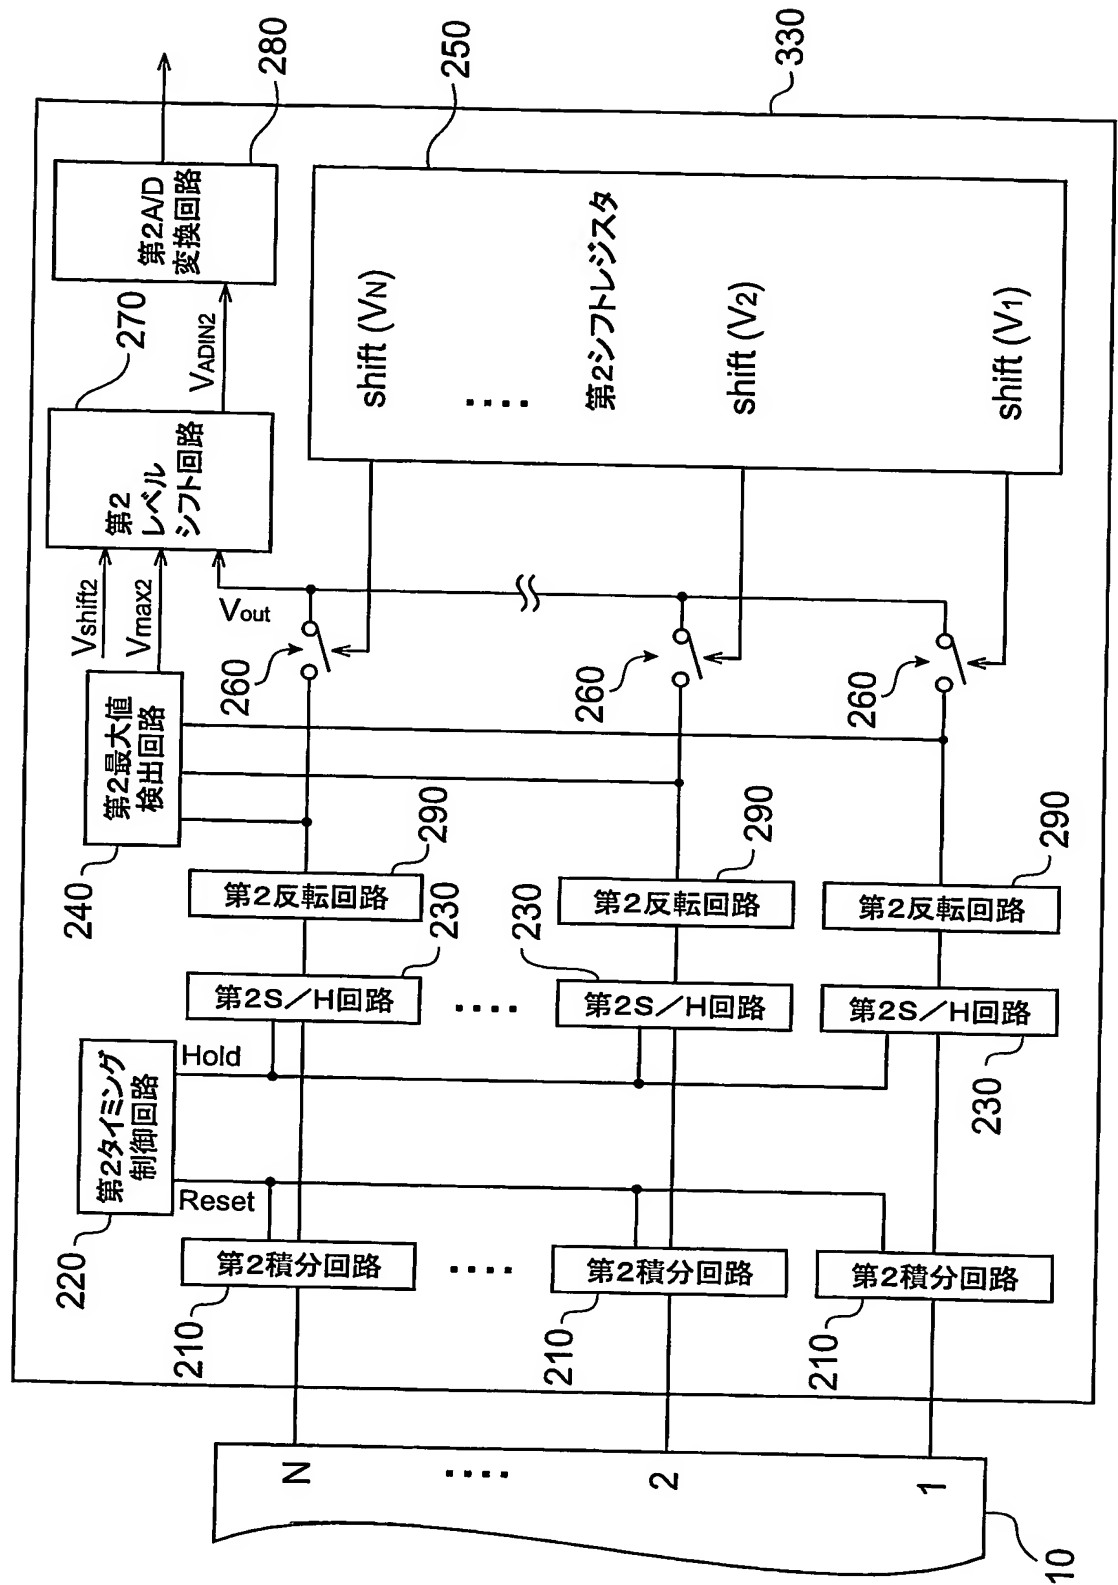 330
220
第2タイミング
制御回路
Reset
Hold
240
第2最大値
検出回路
Vshift2
Vmax2
270
第2
レベル
シフト回路
VADIN2
280
第2A/D
変換回路
Vout
N
210
第2積分回路
第2S/H回路
230
第2反転回路
290
260
shift (VN)
250
....
....
....
....
第2シフトレジスタ
2
210
第2積分回路
230
第2S/H回路
第2反転回路
290
260
shift (V2)
1
210
第2積分回路
第2S/H回路
230
第2反転回路
290
260
shift (V1)
10